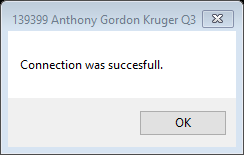 139399 Anthony Gordon Kruger Q3
Connection was succesfull.
OK